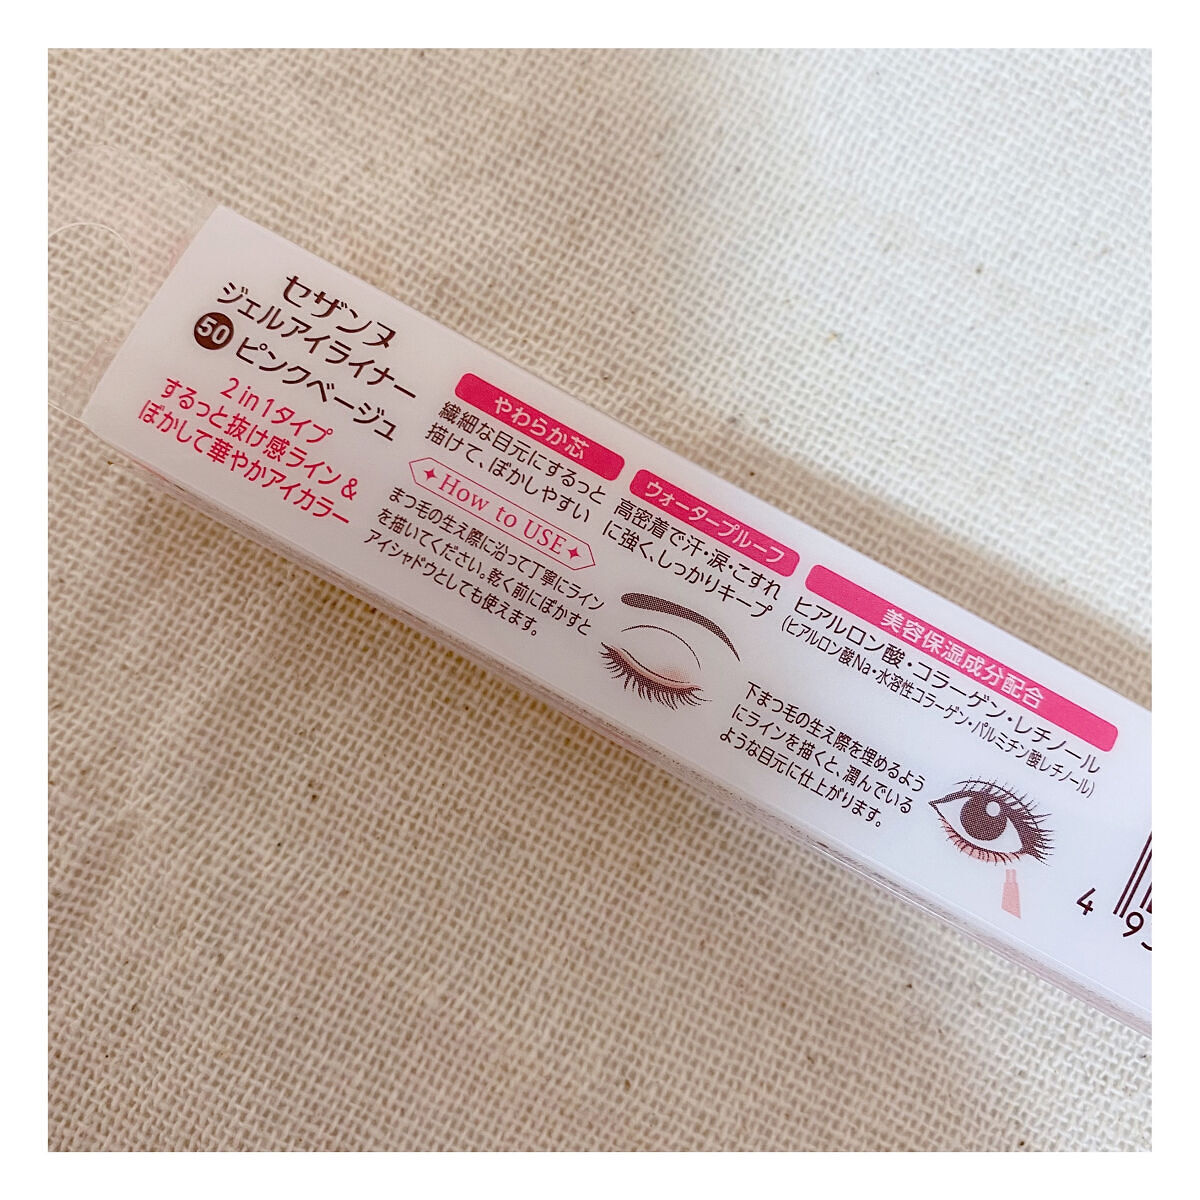 セザンヌ
ジェルアイライナー
50 ピンクベージュ
2 in 1タイプ
するっと抜け感ライン＆
ぼかして華やかアイカラー
やわらか芯
繊細な目元にするっと
描けて、ぼかしやすい
ウォータープルーフ
高密着で汗・涙・こすれ
に強く、しっかりキープ
美容保湿成分配合
ヒアルロン酸・コラーゲン・レチノール
(ヒアルロン酸Na・水溶性コラーゲン・パルミチン酸レチノール)
How to USE
まつ毛の生え際に沿って丁寧にライン
を描いてください。乾く前にぼかすと
アイシャドウとしても使えます。
下まつ毛の生え際を埋めるよう
にラインを描くと、潤んでいる
ような目元に仕上がります。
4 9